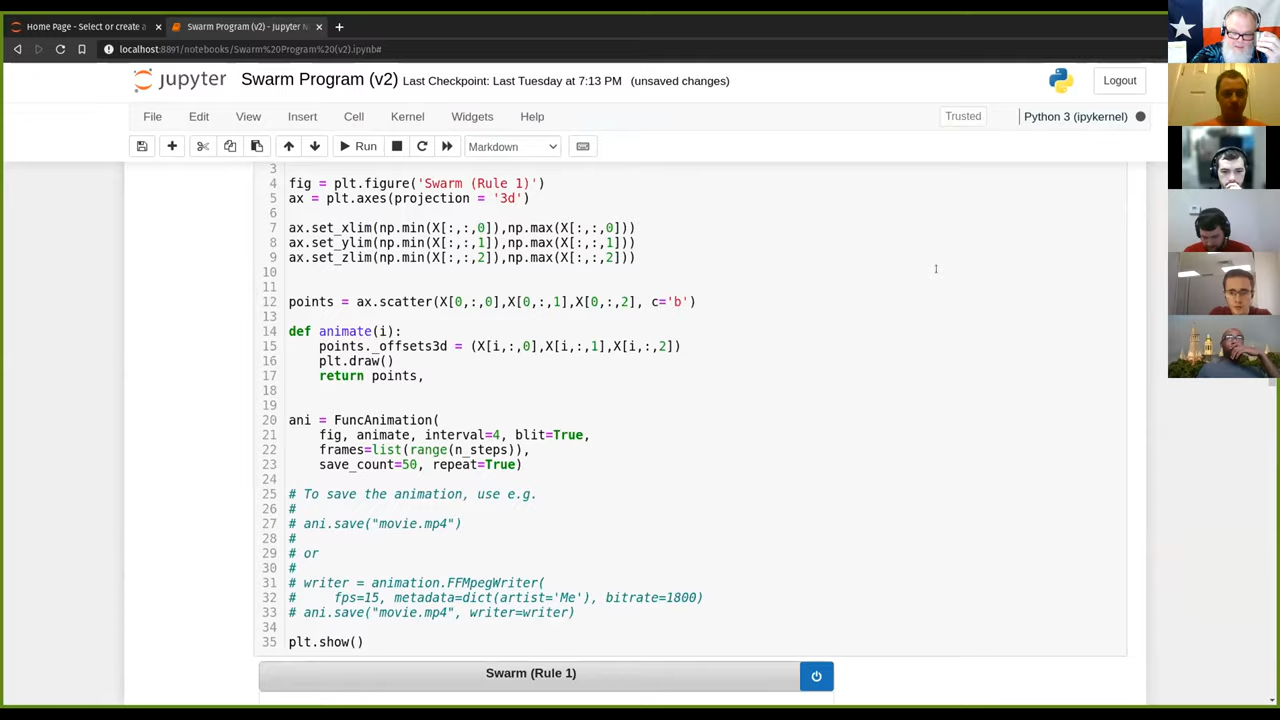 Home Page - Select or create a
Swarm Program (v2) - Jupyter N
localhost:8891/notebooks/Swarm%20Program%20(v2).ipynb#
jupyter Swarm Program (v2) Last Checkpoint: Last Tuesday at 7:13 PM (unsaved changes)
Logout
File Edit View Insert Cell Kernel Widgets Help
Trusted
Python 3 (ipykernel)
Run
Markdown
3
4 fig = plt.figure('Swarm (Rule 1)')
5 ax = plt.axes(projection = '3d')
6
7 ax.set_xlim(np.min(X[:,:,0]),np.max(X[:,:,0]))
8 ax.set_ylim(np.min(X[:,:,1]),np.max(X[:,:,1]))
9 ax.set_zlim(np.min(X[:,:,2]),np.max(X[:,:,2]))
10
11
12 points = ax.scatter(X[0,:,0],X[0,:,1],X[0,:,2], c='b')
13
14 def animate(i):
15 points._offsets3d = (X[i,:,0],X[i,:,1],X[i,:,2])
16 plt.draw()
17 return points,
18
19
20 ani = FuncAnimation(
21 fig, animate, interval=4, blit=True,
22 frames=list(range(n_steps)),
23 save_count=50, repeat=True)
24
25 # To save the animation, use e.g.
26 #
27 # ani.save("movie.mp4")
28 #
29 # or
30 #
31 # writer = animation.FFMpegWriter(
32 # fps=15, metadata=dict(artist='Me'), bitrate=1800)
33 # ani.save("movie.mp4", writer=writer)
34
35 plt.show()
Swarm (Rule 1)